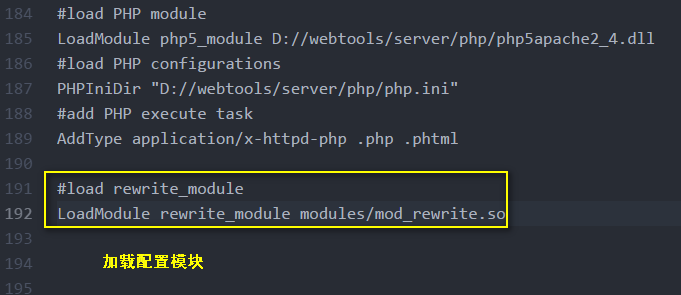 184 #load PHP module
185 LoadModule php5_module D://webtools/server/php/php5apache2_4.dll
186 #load PHP configurations
187 PHPIniDir "D://webtools/server/php/php.ini"
188 #add PHP execute task
189 AddType application/x-httpd-php .php .phtml
190
191 #load rewrite_module
192 LoadModule rewrite_module modules/mod_rewrite.so
193
194 加载配置模块
195